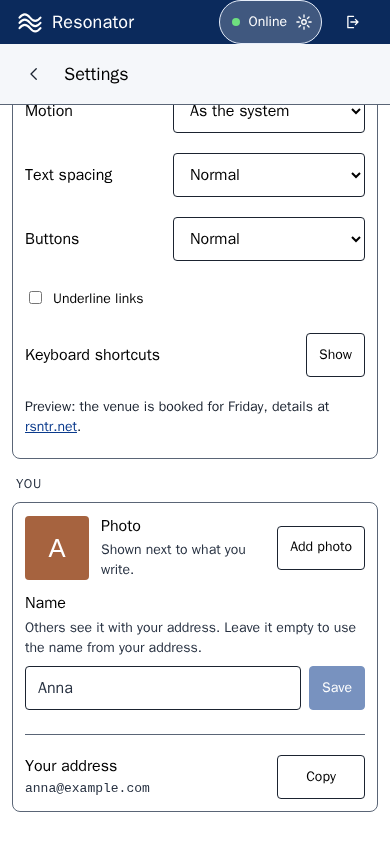 Resonator
Online
Settings
Motion
As the system
Text spacing
Normal
Buttons
Normal
Underline links
Keyboard shortcuts
Show
Preview: the venue is booked for Friday, details at
rsntr.net.
YOU
A
Photo
Shown next to what you
write.
Add photo
Name
Others see it with your address. Leave it empty to use
the name from your address.
Anna
Save
Your address
anna@example.com
Copy